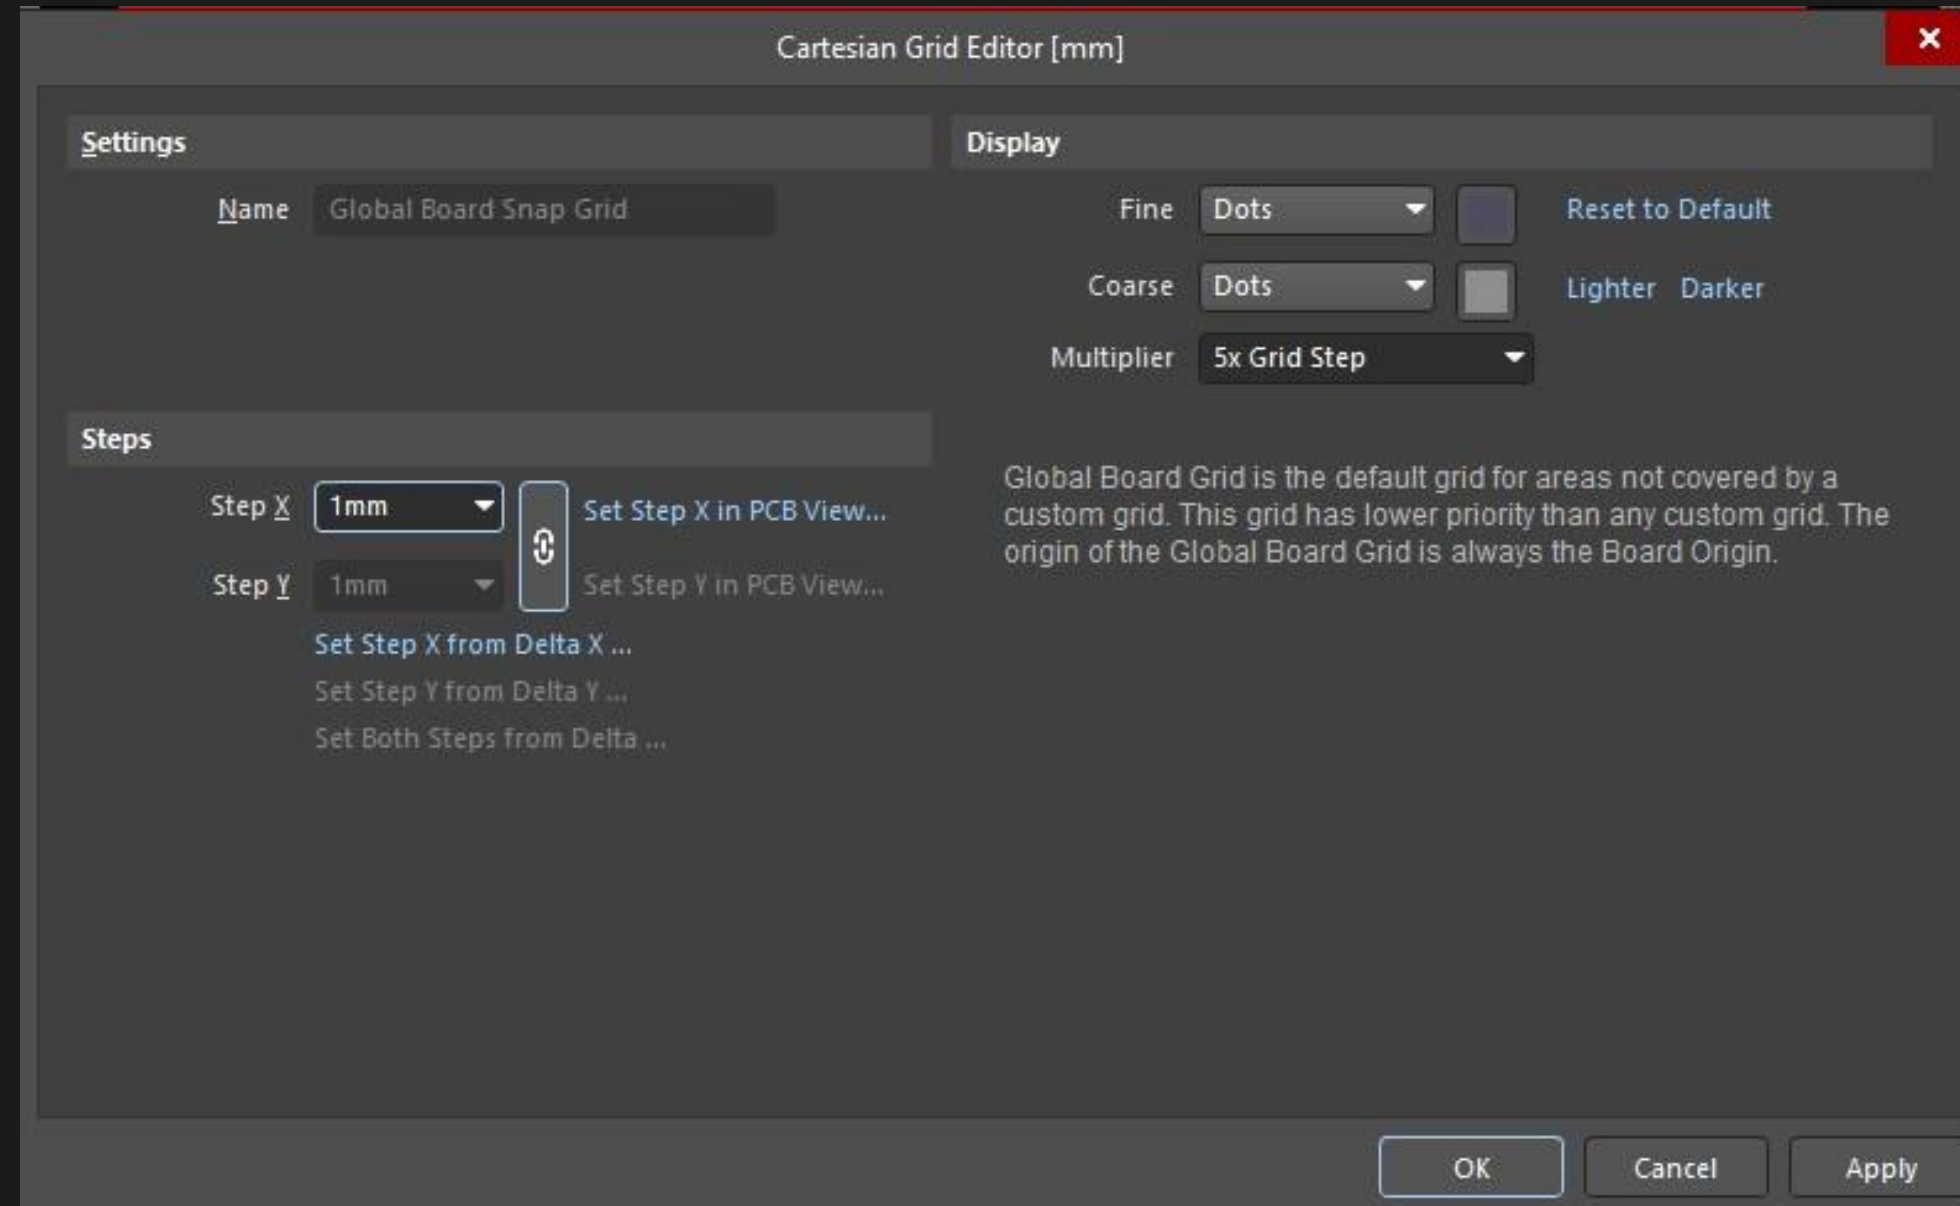 Cartesian Grid Editor [mm]
Settings
Name Global Board Snap Grid
Display
Fine Dots Reset to Default
Coarse Dots Lighter Darker
Multiplier 5x Grid Step
Steps
Step X 1mm Set Step X in PCB View...
Step Y 1mm Set Step Y in PCB View...
Set Step X from Delta X ...
Set Step Y from Delta Y ...
Set Both Steps from Delta ...
Global Board Grid is the default grid for areas not covered by a
custom grid. This grid has lower priority than any custom grid. The
origin of the Global Board Grid is always the Board Origin.
OK Cancel Apply